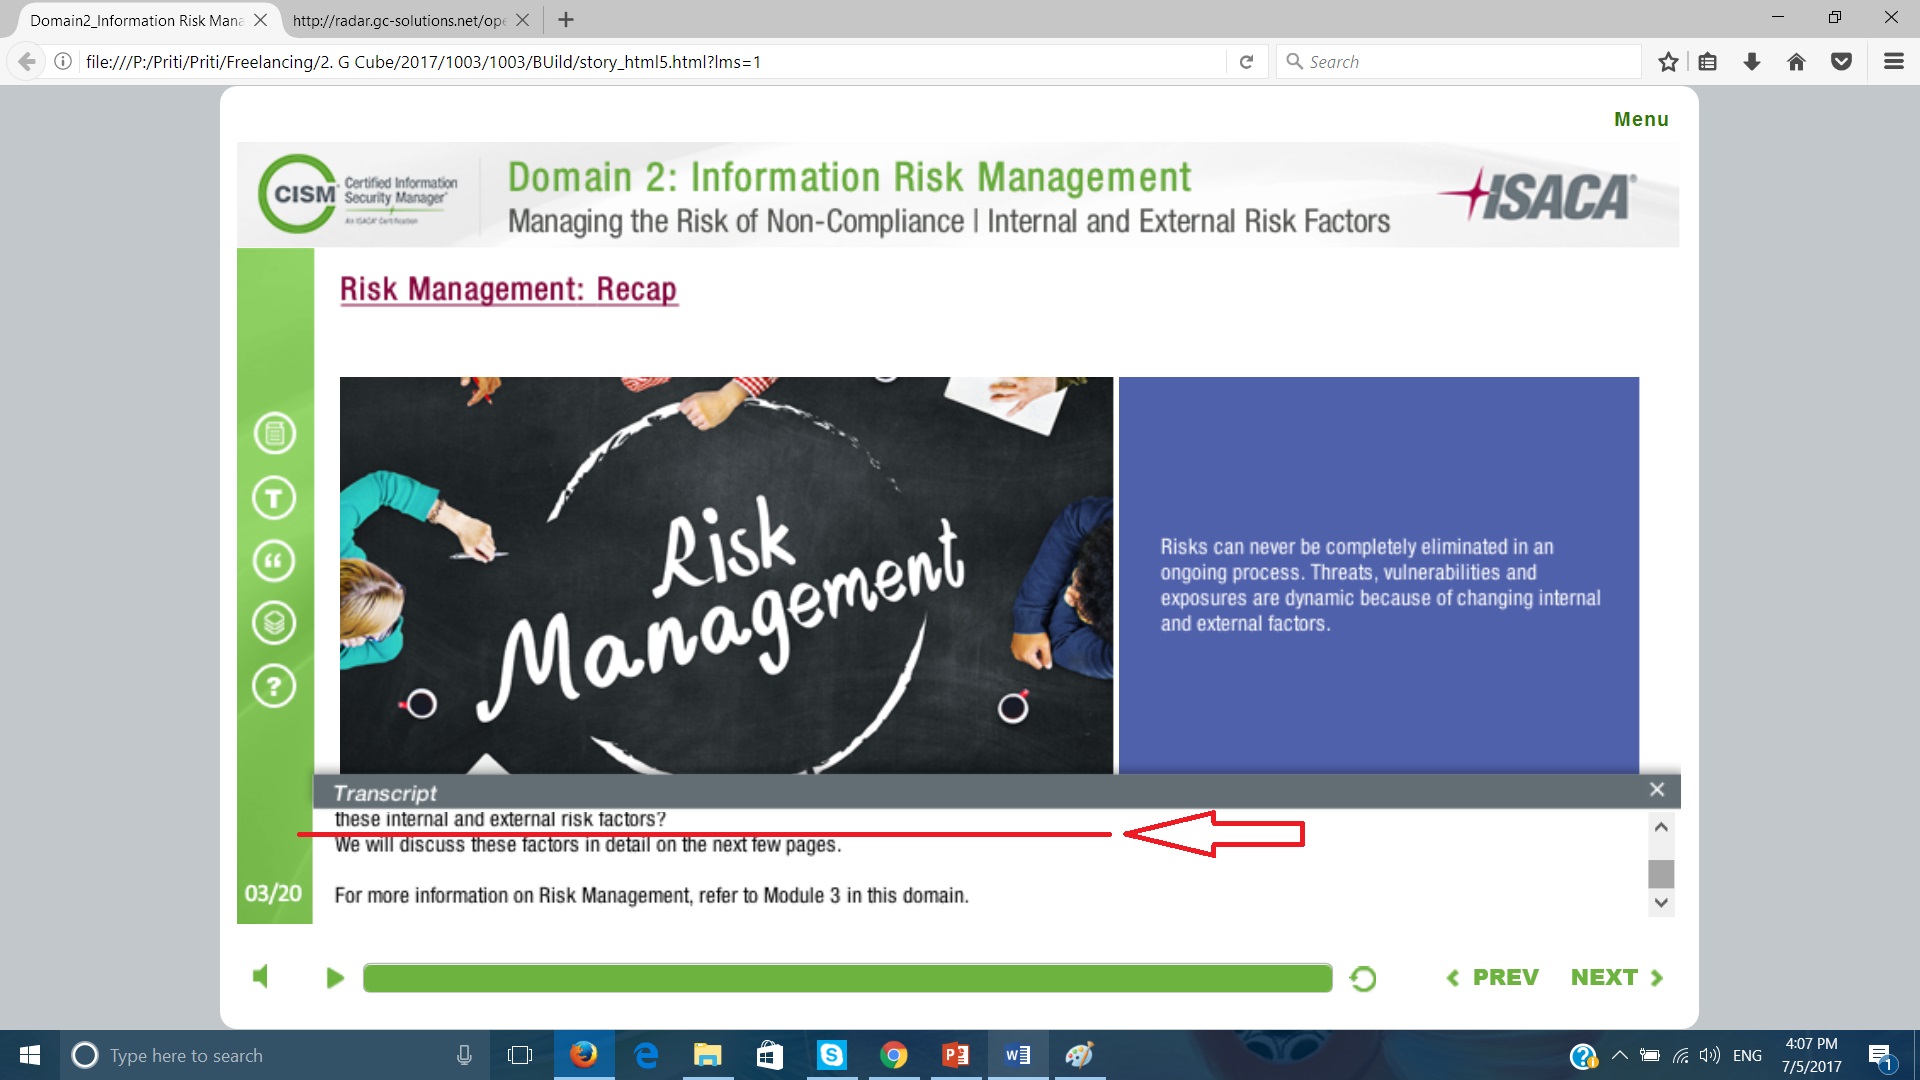 Domain2_Information Risk Mana
http://radar.gc-solutions.net/ope
file:///P:/Priti/Priti/Freelancing/2. G Cube/2017/1003/1003/BUild/story_html5.html?lms=1
Search
Menu
CISM
Certified Information
Security Manager®
An ISACA® Certification
Domain 2: Information Risk Management
Managing the Risk of Non-Compliance | Internal and External Risk Factors
ISACA®
Risk Management: Recap
T
?
Risk
Management
Risks can never be completely eliminated in an
ongoing process. Threats, vulnerabilities and
exposures are dynamic because of changing internal
and external factors.
Transcript
these internal and external risk factors?
We will discuss these factors in detail on the next few pages.
For more information on Risk Management, refer to Module 3 in this domain.
03/20
PREV
NEXT
Type here to search
ENG
4:07 PM
7/5/2017
1